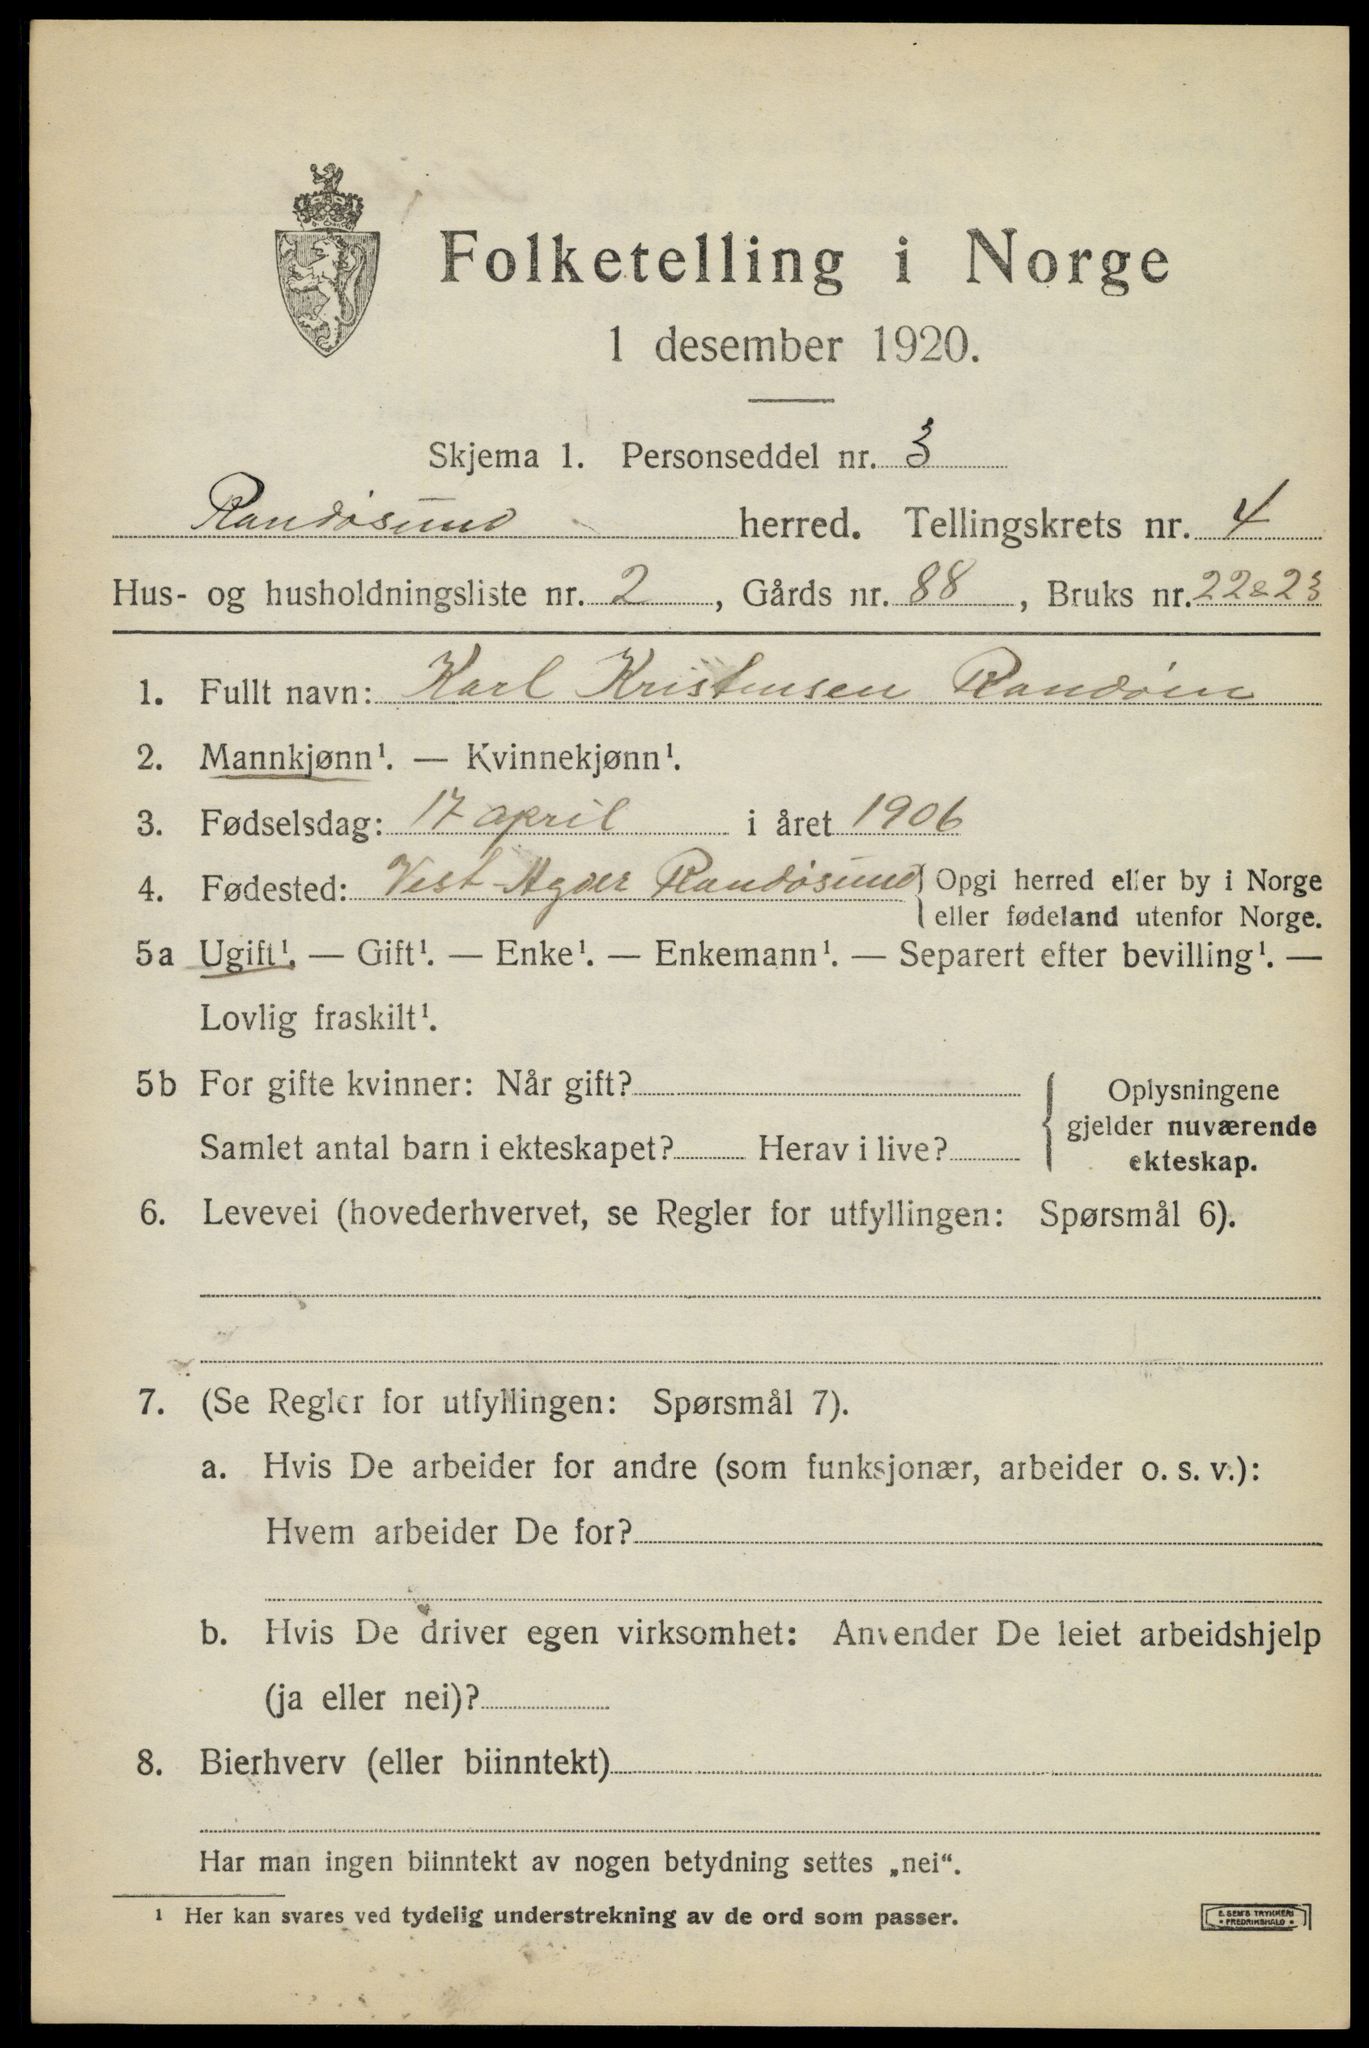 Folketelling i Norge
1 desember 1920.
Skjema 1. Personseddel nr. 3
Randøsund herred. Tellingskrets nr. 4
Hus- og husholdningsliste nr. 2, Gårds nr. 88, Bruks nr. 22 & 23
1. Fullt navn: Karl Kristensen Randøen
2. Mannkjønn¹. — Kvinnekjønn¹.
3. Fødselsdag: 17 april i året 1906
4. Fødested: Vest-Agder Randøsund { Opgi herred eller by i Norge
eller fødeland utenfor Norge.
5a Ugift¹. — Gift¹. — Enke¹. — Enkemann¹. — Separert efter bevilling¹. —
Lovlig fraskilt¹.
5b For gifte kvinner: Når gift?
Samlet antal barn i ekteskapet? Herav i live?
Oplysningene
gjelder nuværende
ekteskap.
6. Levevei (hovederhvervet, se Regler for utfyllingen: Spørsmål 6).
7. (Se Regler for utfyllingen: Spørsmål 7).
a. Hvis De arbeider for andre (som funksjonær, arbeider o. s. v.):
Hvem arbeider De for?
b. Hvis De driver egen virksomhet: Anvender De leiet arbeidshjelp
(ja eller nei)?
8. Bierhverv (eller biinntekt)
Har man ingen biinntekt av nogen betydning settes „nei“.
¹ Her kan svares ved tydelig understrekning av de ord som passer.
E. SEM'S TRYKKERI
• FREDRIKSHALD •